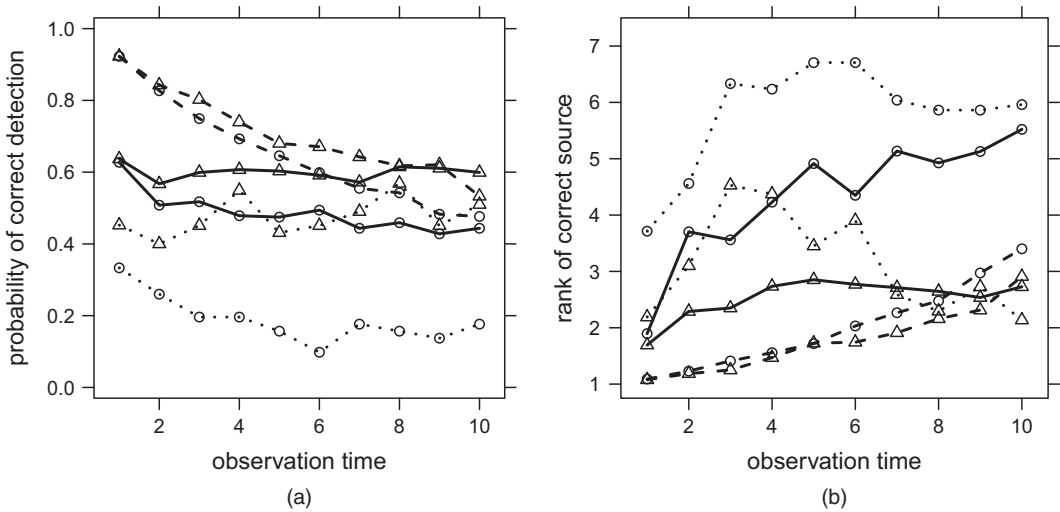 probability of correct detection
1.0
0.8
0.6
0.4
0.2
0.0
2 4 6 8 10
observation time
(a)
rank of correct source
7
6
5
4
3
2
1
2 4 6 8 10
observation time
(b)